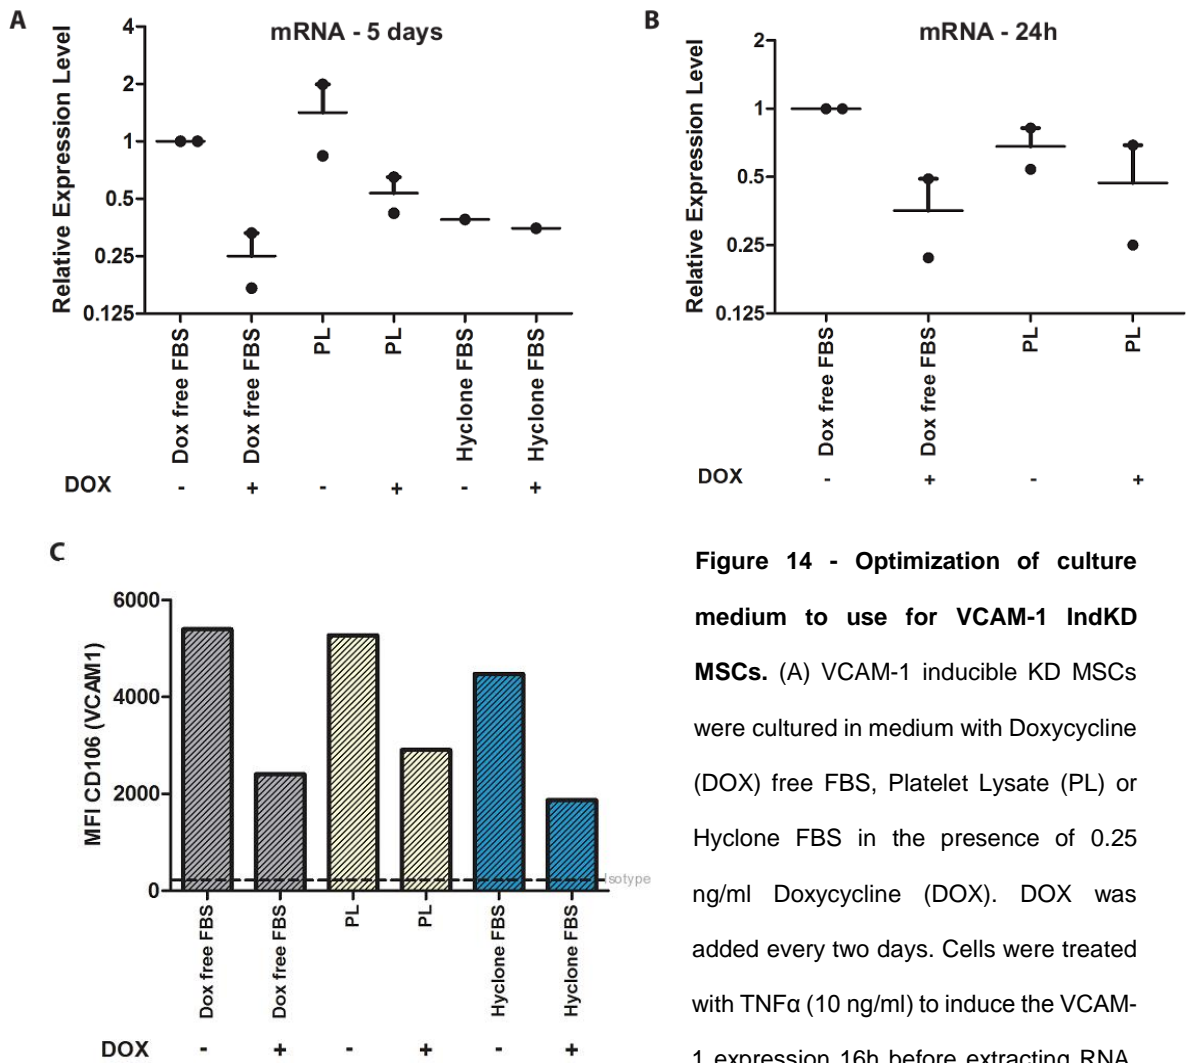 A
mRNA - 5 days
Relative Expression Level
4
2
1
0.5
0.25
0.125
Dox free FBS
Dox free FBS
PL
PL
Hyclone FBS
Hyclone FBS
DOX - + - + - +
B
mRNA - 24h
Relative Expression Level
2
1
0.5
0.25
0.125
Dox free FBS
Dox free FBS
PL
PL
DOX - + - +
C
MFI CD106 (VCAM1)
6000
4000
2000
0
Isotype
Dox free FBS
Dox free FBS
PL
PL
Hyclone FBS
Hyclone FBS
DOX - + - + - +
Figure 14 - Optimization of culture
medium to use for VCAM-1 IndKD
MSCs. (A) VCAM-1 inducible KD MSCs
were cultured in medium with Doxycycline
(DOX) free FBS, Platelet Lysate (PL) or
Hyclone FBS in the presence of 0.25
ng/ml Doxycycline (DOX). DOX was
added every two days. Cells were treated
with TNFα (10 ng/ml) to induce the VCAM-
1 expression 16h before extracting RNA.